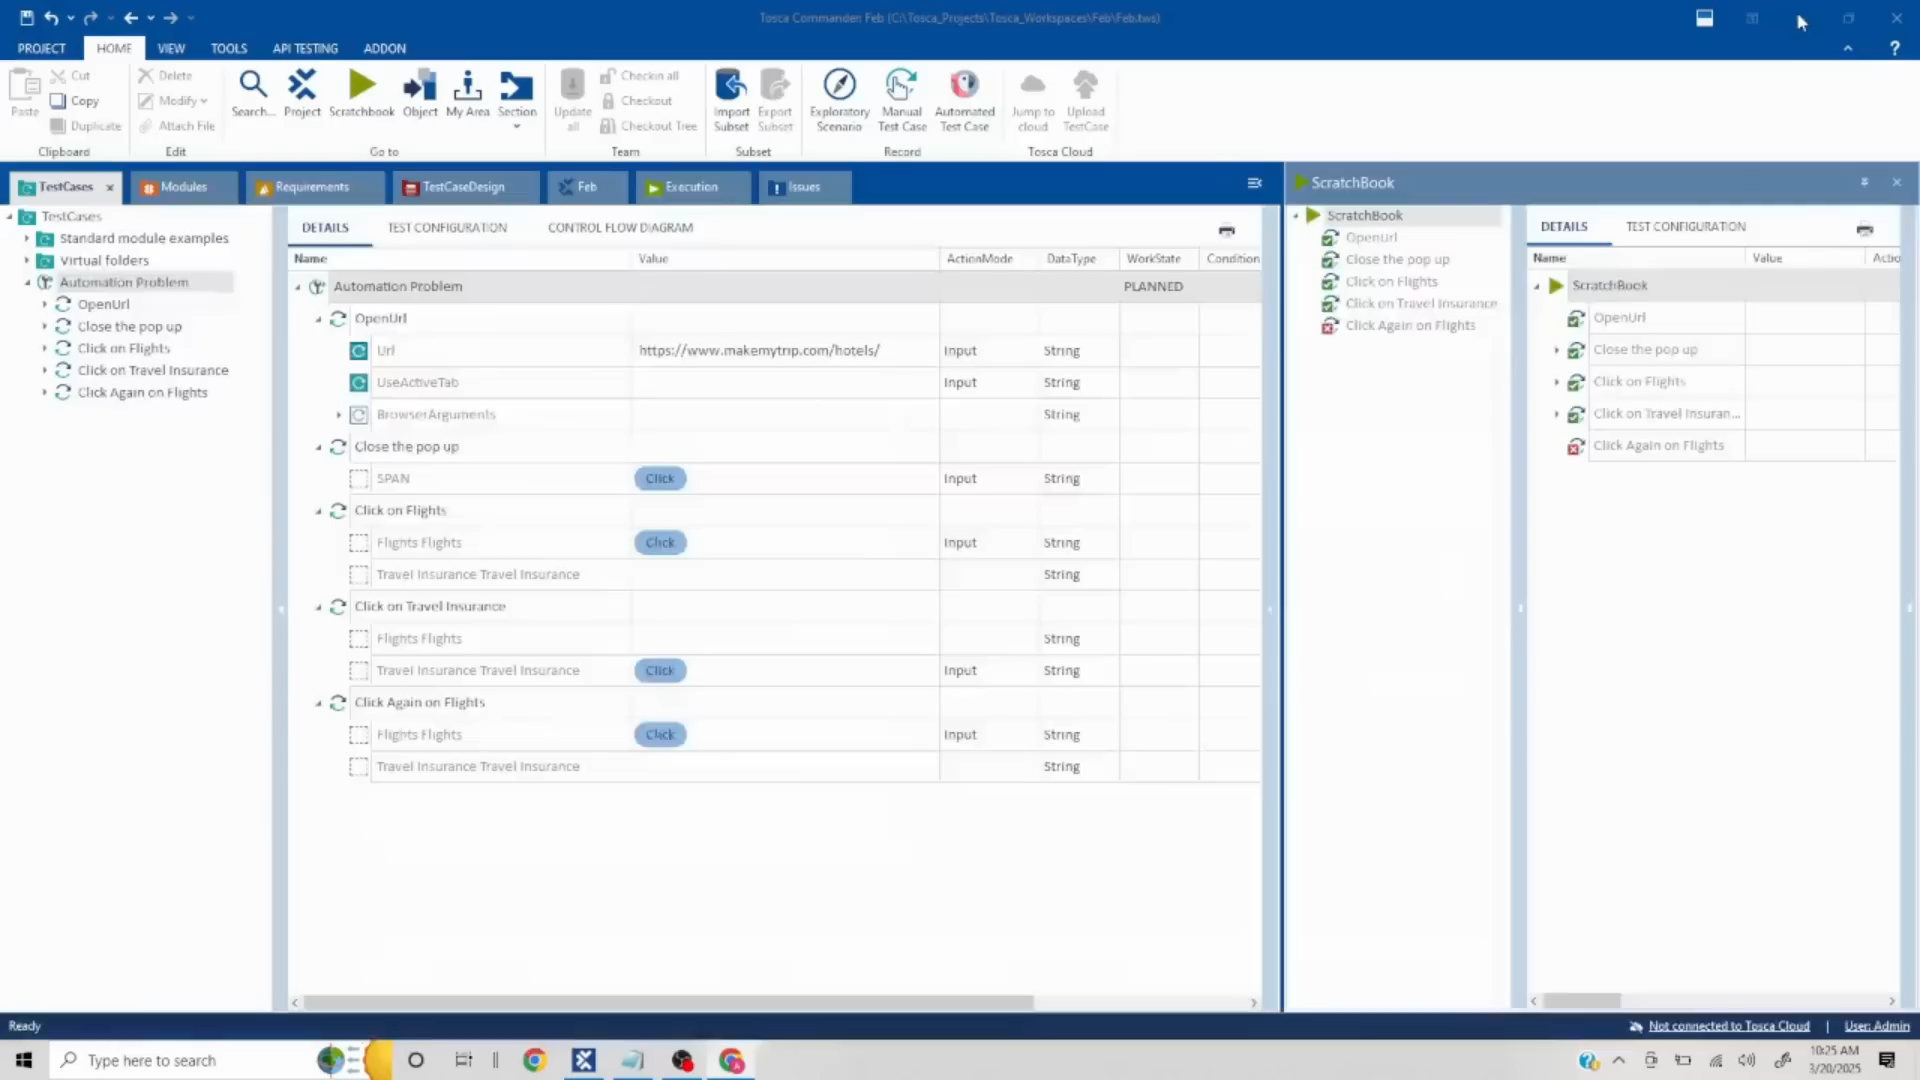 Tosca Commander: Feb (C:\Tosca_Projects\Tosca_Workspaces\Feb\Feb.tws)
PROJECT HOME VIEW TOOLS API TESTING ADDON
?
Paste Cut Copy Duplicate
Clipboard
Delete Modify Attach File
Edit
Search... Project Scratchbook Object My Area Section
Go to
Update all Checkin all Checkout Checkout Tree
Team
Import Subset Export Subset
Subset
Exploratory Scenario Manual Test Case Automated Test Case
Record
Jump to cloud Upload TestCase
Tosca Cloud
TestCases x Modules Requirements TestCaseDesign Feb Execution Issues
TestCases
Standard module examples
Virtual folders
Automation Problem
OpenUrl
Close the pop up
Click on Flights
Click on Travel Insurance
Click Again on Flights
DETAILS TEST CONFIGURATION CONTROL FLOW DIAGRAM
Name Value ActionMode DataType WorkState Condition
Automation Problem PLANNED
OpenUrl
Url https://www.makemytrip.com/hotels/ Input String
UseActiveTab Input String
BrowserArguments String
Close the pop up
SPAN Click Input String
Click on Flights
Flights Flights Click Input String
Travel Insurance Travel Insurance String
Click on Travel Insurance
Flights Flights String
Travel Insurance Travel Insurance Click Input String
Click Again on Flights
Flights Flights Click Input String
Travel Insurance Travel Insurance String
ScratchBook
ScratchBook
OpenUrl
Close the pop up
Click on Flights
Click on Travel Insurance
Click Again on Flights
DETAILS TEST CONFIGURATION
Name Value Actio
ScratchBook
OpenUrl
Close the pop up
Click on Flights
Click on Travel Insuran...
Click Again on Flights
Ready
Not connected to Tosca Cloud | User: Admin
Type here to search
10:25 AM
3/20/2025